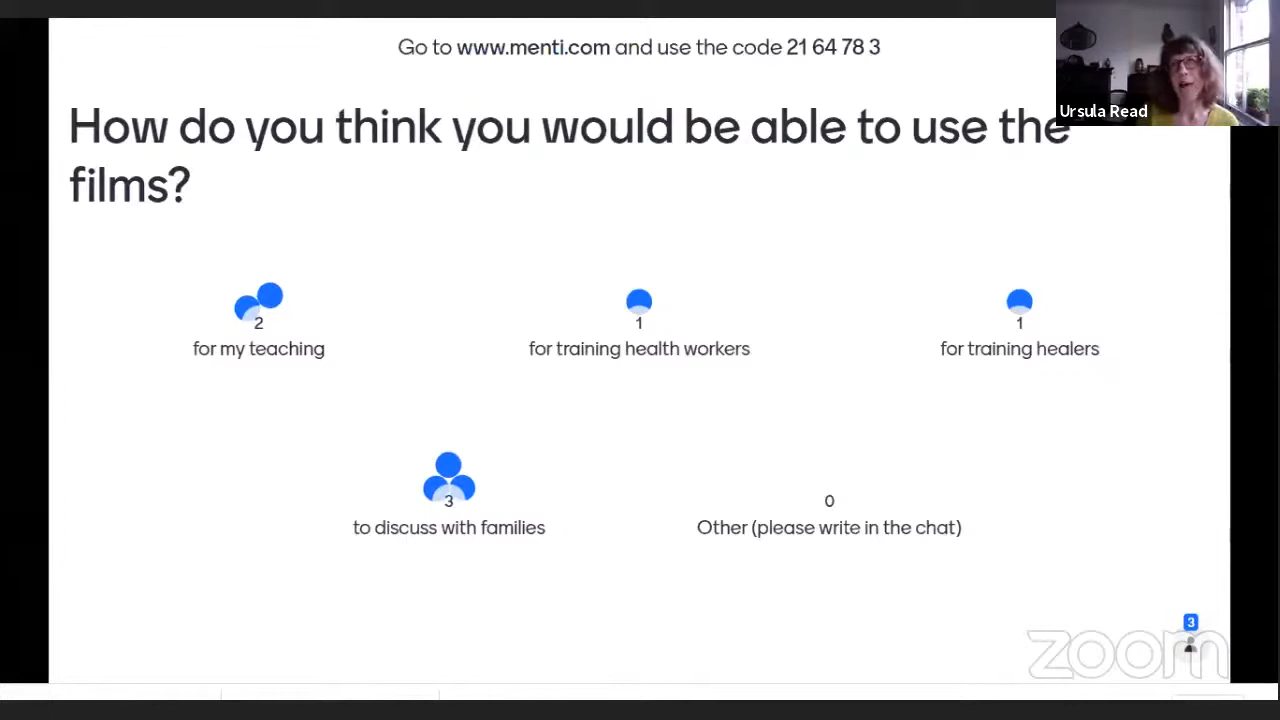 Go to www.menti.com and use the code 21 64 78 3
Ursula Read
How do you think you would be able to use the
films?
2
for my teaching
1
for training health workers
1
for training healers
3
to discuss with families
0
Other (please write in the chat)
3
zoom